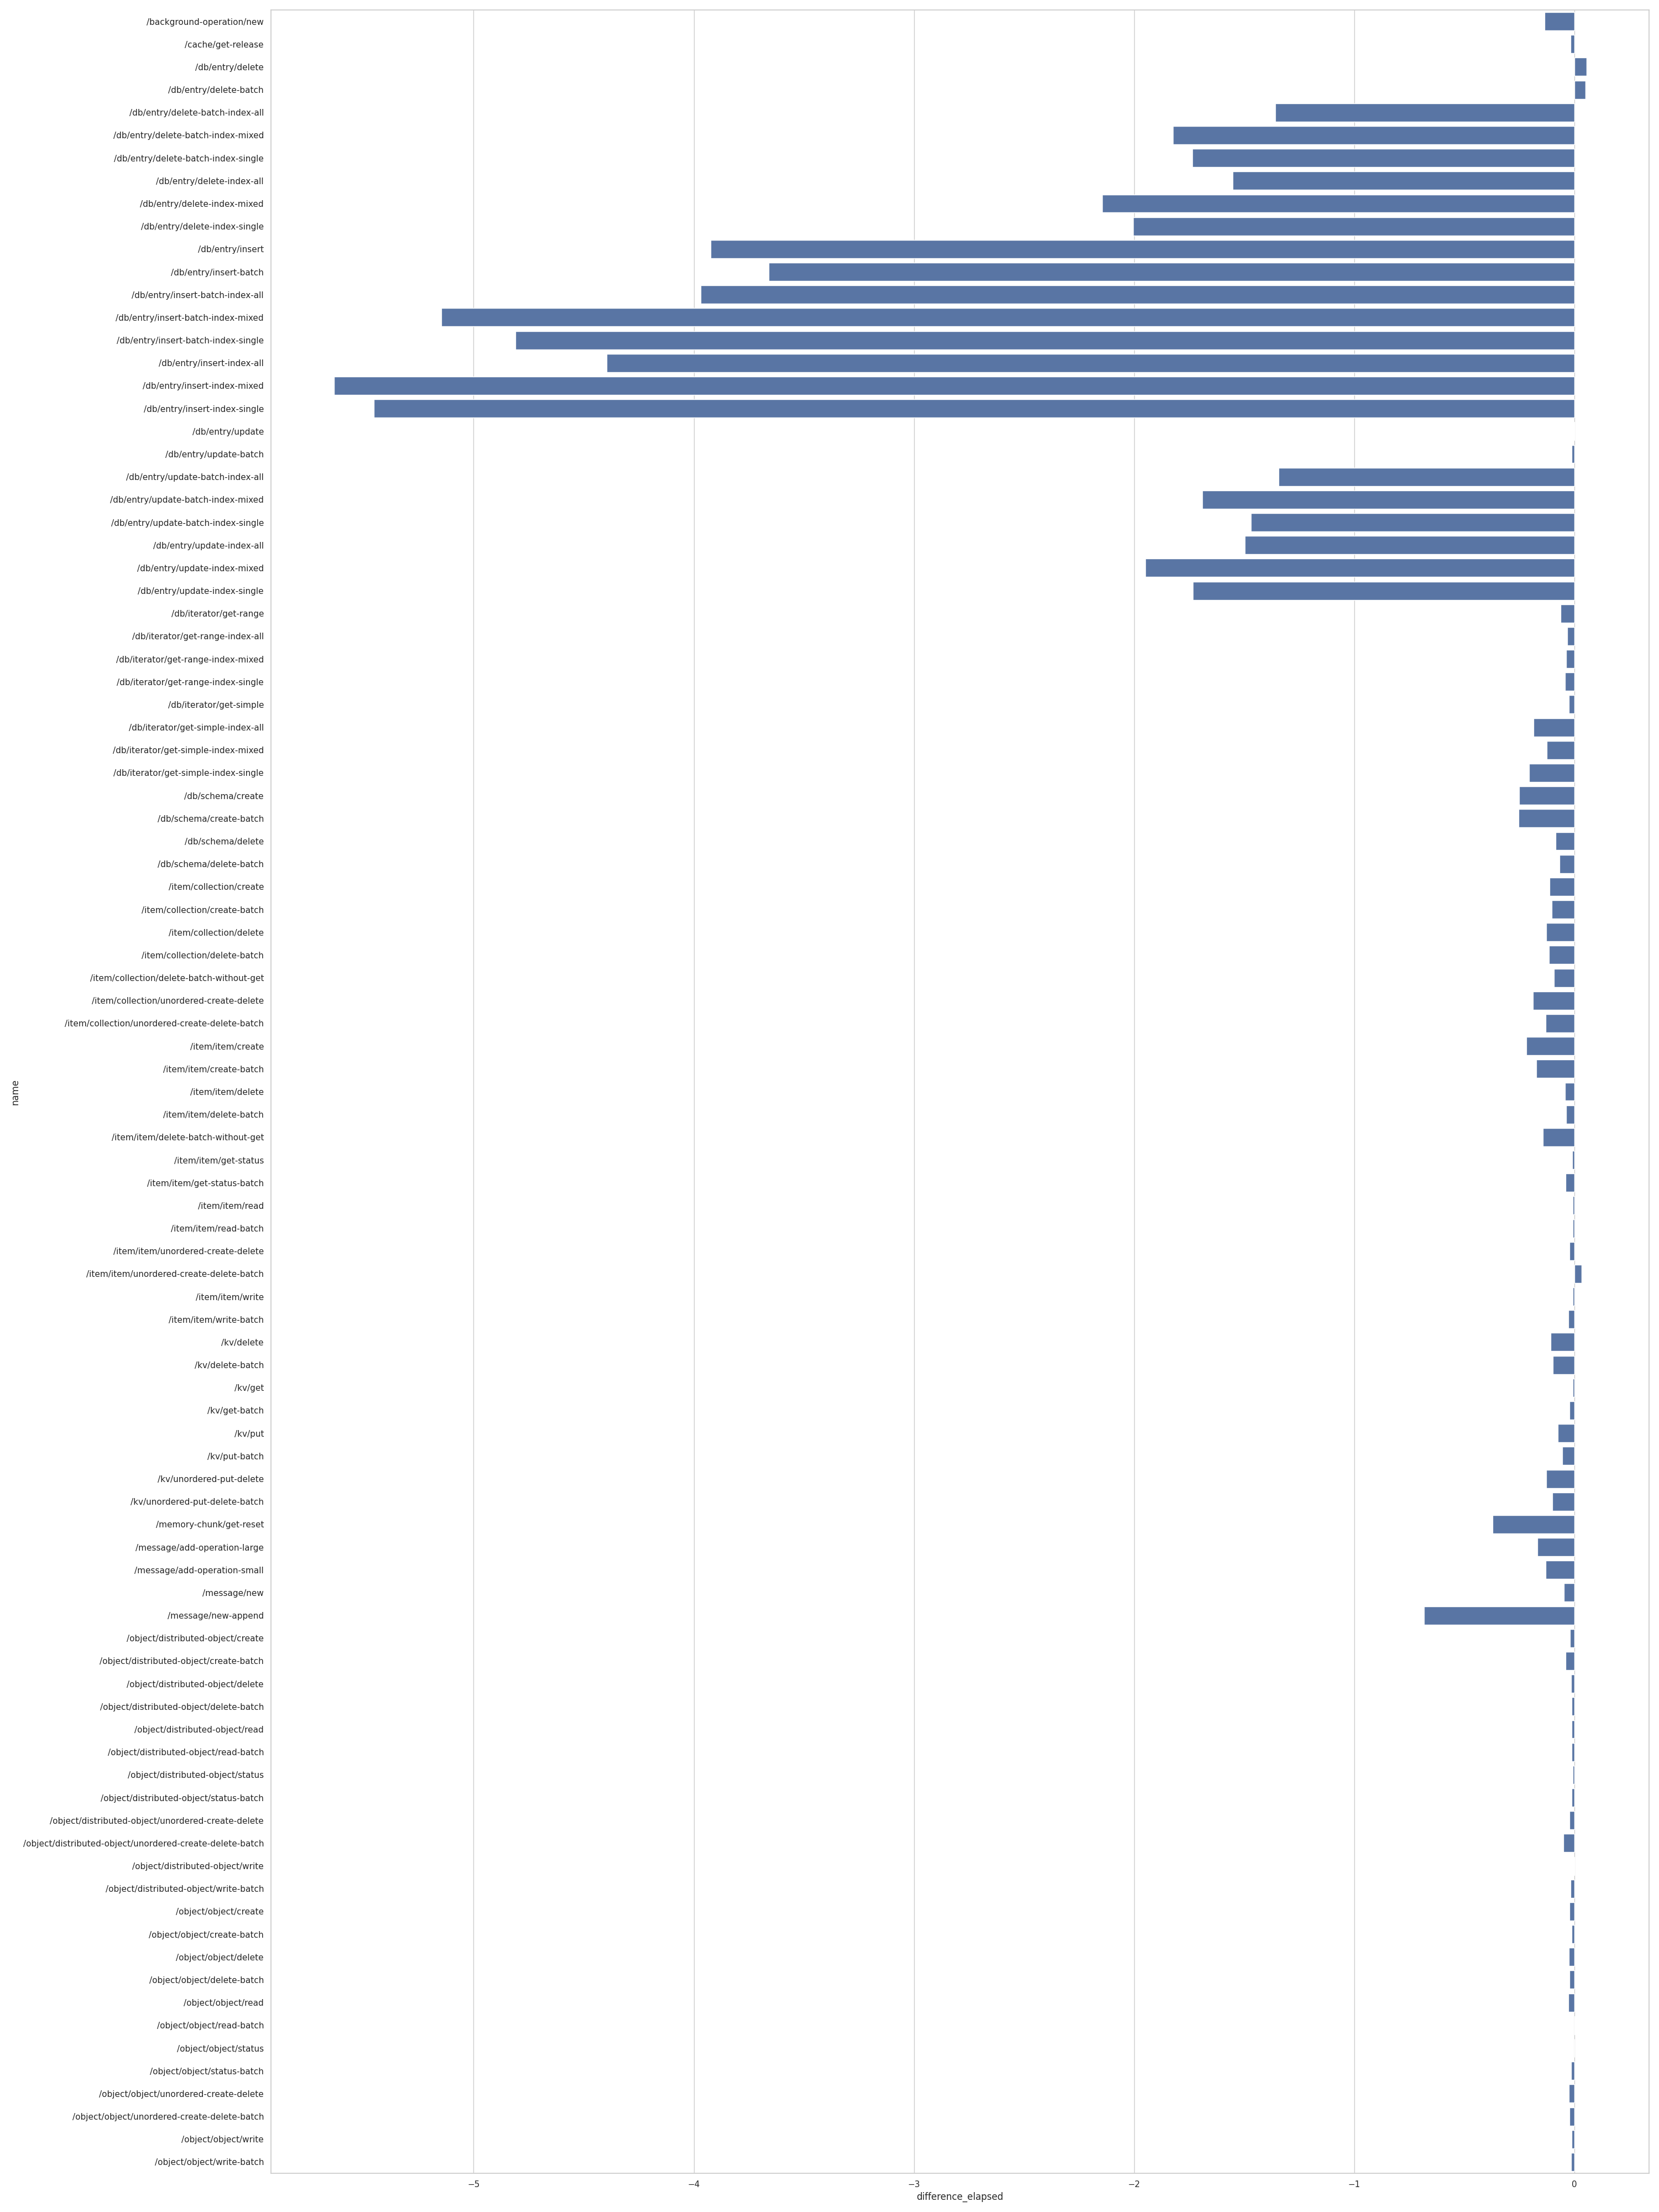 /background-operation/new
/cache/get-release
/db/entry/delete
/db/entry/delete-batch
/db/entry/delete-batch-index-all
/db/entry/delete-batch-index-mixed
/db/entry/delete-batch-index-single
/db/entry/delete-index-all
/db/entry/delete-index-mixed
/db/entry/delete-index-single
/db/entry/insert
/db/entry/insert-batch
/db/entry/insert-batch-index-all
/db/entry/insert-batch-index-mixed
/db/entry/insert-batch-index-single
/db/entry/insert-index-all
/db/entry/insert-index-mixed
/db/entry/insert-index-single
/db/entry/update
/db/entry/update-batch
/db/entry/update-batch-index-all
/db/entry/update-batch-index-mixed
/db/entry/update-batch-index-single
/db/entry/update-index-all
/db/entry/update-index-mixed
/db/entry/update-index-single
/db/iterator/get-range
/db/iterator/get-range-index-all
/db/iterator/get-range-index-mixed
/db/iterator/get-range-index-single
/db/iterator/get-simple
/db/iterator/get-simple-index-all
/db/iterator/get-simple-index-mixed
/db/iterator/get-simple-index-single
/db/schema/create
/db/schema/create-batch
/db/schema/delete
/db/schema/delete-batch
/item/collection/create
/item/collection/create-batch
/item/collection/delete
/item/collection/delete-batch
/item/collection/delete-batch-without-get
/item/collection/unordered-create-delete
/item/collection/unordered-create-delete-batch
/item/item/create
/item/item/create-batch
/item/item/delete
/item/item/delete-batch
/item/item/delete-batch-without-get
/item/item/get-status
/item/item/get-status-batch
/item/item/read
/item/item/read-batch
/item/item/unordered-create-delete
/item/item/unordered-create-delete-batch
/item/item/write
/item/item/write-batch
/kv/delete
/kv/delete-batch
/kv/get
/kv/get-batch
/kv/put
/kv/put-batch
/kv/unordered-put-delete
/kv/unordered-put-delete-batch
/memory-chunk/get-reset
/message/add-operation-large
/message/add-operation-small
/message/new
/message/new-append
/object/distributed-object/create
/object/distributed-object/create-batch
/object/distributed-object/delete
/object/distributed-object/delete-batch
/object/distributed-object/read
/object/distributed-object/read-batch
/object/distributed-object/status
/object/distributed-object/status-batch
/object/distributed-object/unordered-create-delete
/object/distributed-object/unordered-create-delete-batch
/object/distributed-object/write
/object/distributed-object/write-batch
/object/object/create
/object/object/create-batch
/object/object/delete
/object/object/delete-batch
/object/object/read
/object/object/read-batch
/object/object/status
/object/object/status-batch
/object/object/unordered-create-delete
/object/object/unordered-create-delete-batch
/object/object/write
/object/object/write-batch
name
−5 −4 −3 −2 −1 0
difference_elapsed